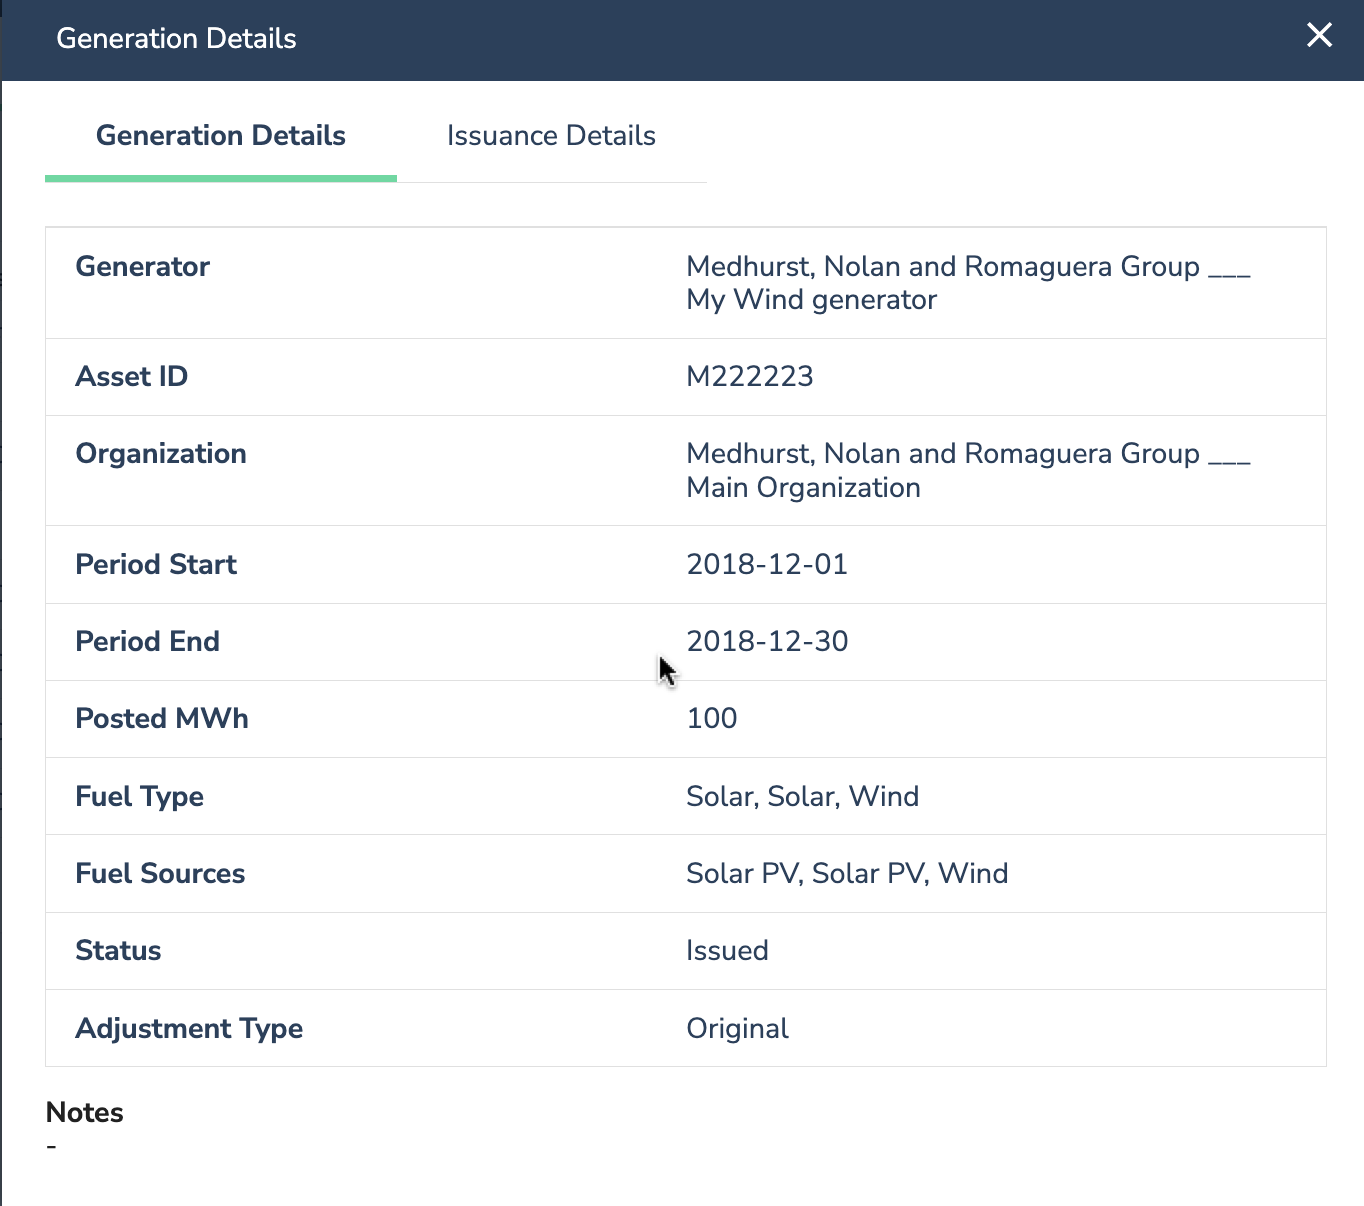 Generation Details
Generation Details
Issuance Details
Generator
Medhurst, Nolan and Romaguera Group ___
My Wind generator
Asset ID
M222223
Organization
Medhurst, Nolan and Romaguera Group ___
Main Organization
Period Start
2018-12-01
Period End
2018-12-30
Posted MWh
100
Fuel Type
Solar, Solar, Wind
Fuel Sources
Solar PV, Solar PV, Wind
Status
Issued
Adjustment Type
Original
Notes
-